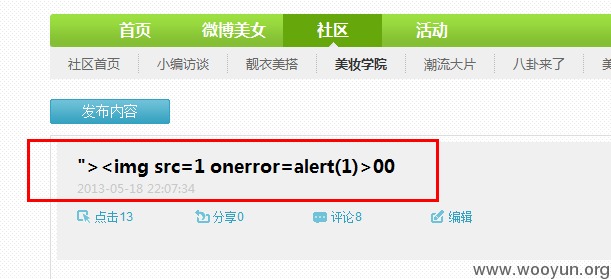 首页 微博美女 社区 活动
社区首页 小编访谈 靓衣美搭 美妆学院 潮流大片 八卦来了
发布内容
"><img src=1 onerror=alert(1)>00
2013-05-18 22:07:34
点击13 分享0 评论8 编辑
www.wooyun.org